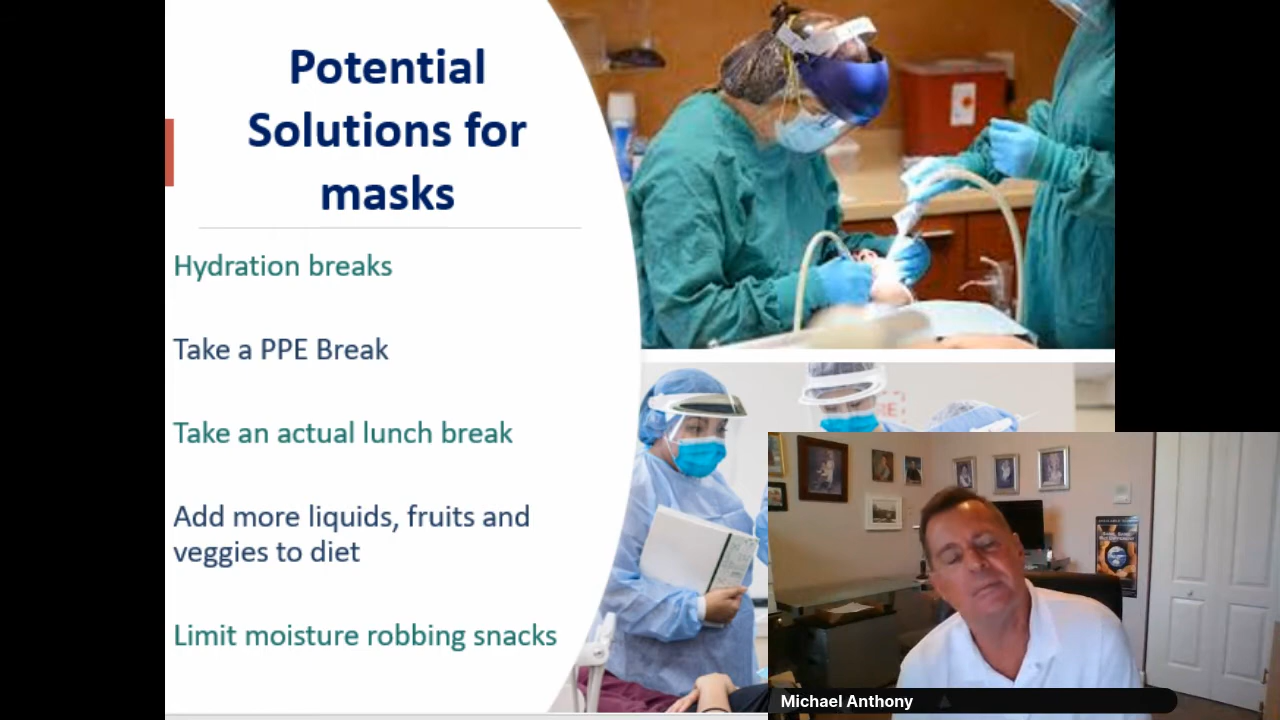 Potential
Solutions for
masks
Hydration breaks
Take a PPE Break
Take an actual lunch break
Add more liquids, fruits and
veggies to diet
Limit moisture robbing snacks
Michael Anthony